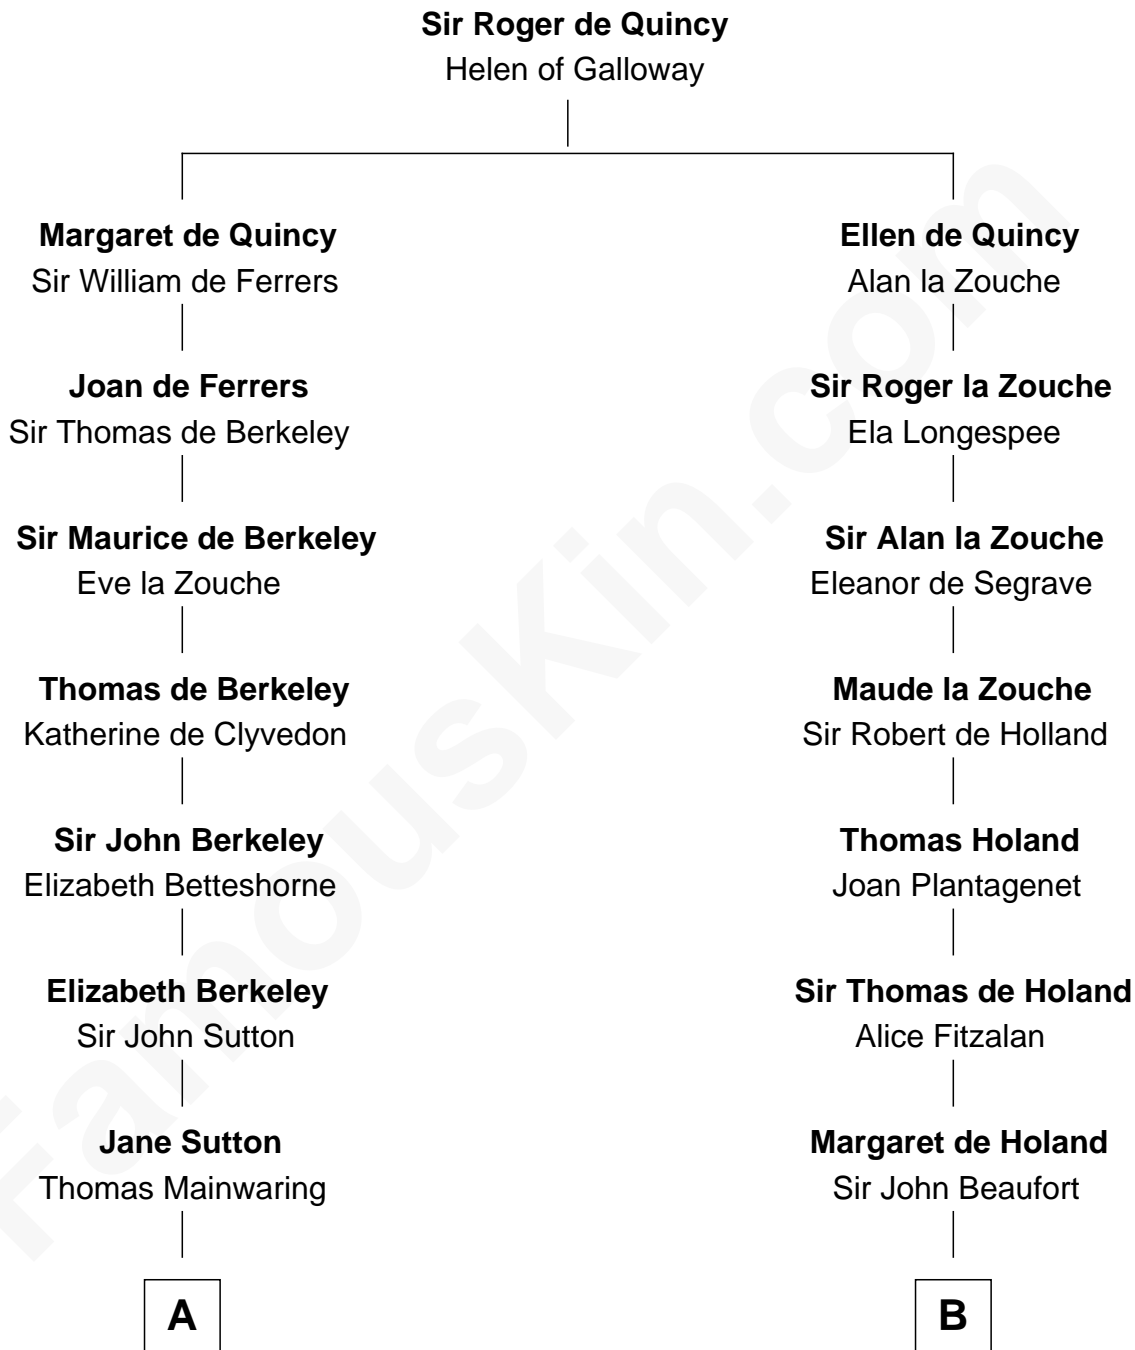 Sir Roger de Quincy
Helen of Galloway
Margaret de Quincy
Sir William de Ferrers
Ellen de Quincy
Alan la Zouche
Joan de Ferrers
Sir Thomas de Berkeley
Sir Roger la Zouche
Ela Longespee
Sir Maurice de Berkeley
Eve la Zouche
Sir Alan la Zouche
Eleanor de Segrave
Thomas de Berkeley
Katherine de Clyvedon
Maude la Zouche
Sir Robert de Holland
Sir John Berkeley
Elizabeth Betteshorne
Thomas Holand
Joan Plantagenet
Elizabeth Berkeley
Sir John Sutton
Sir Thomas de Holand
Alice Fitzalan
Jane Sutton
Thomas Mainwaring
Margaret de Holand
Sir John Beaufort
A
B
FamousKin.com